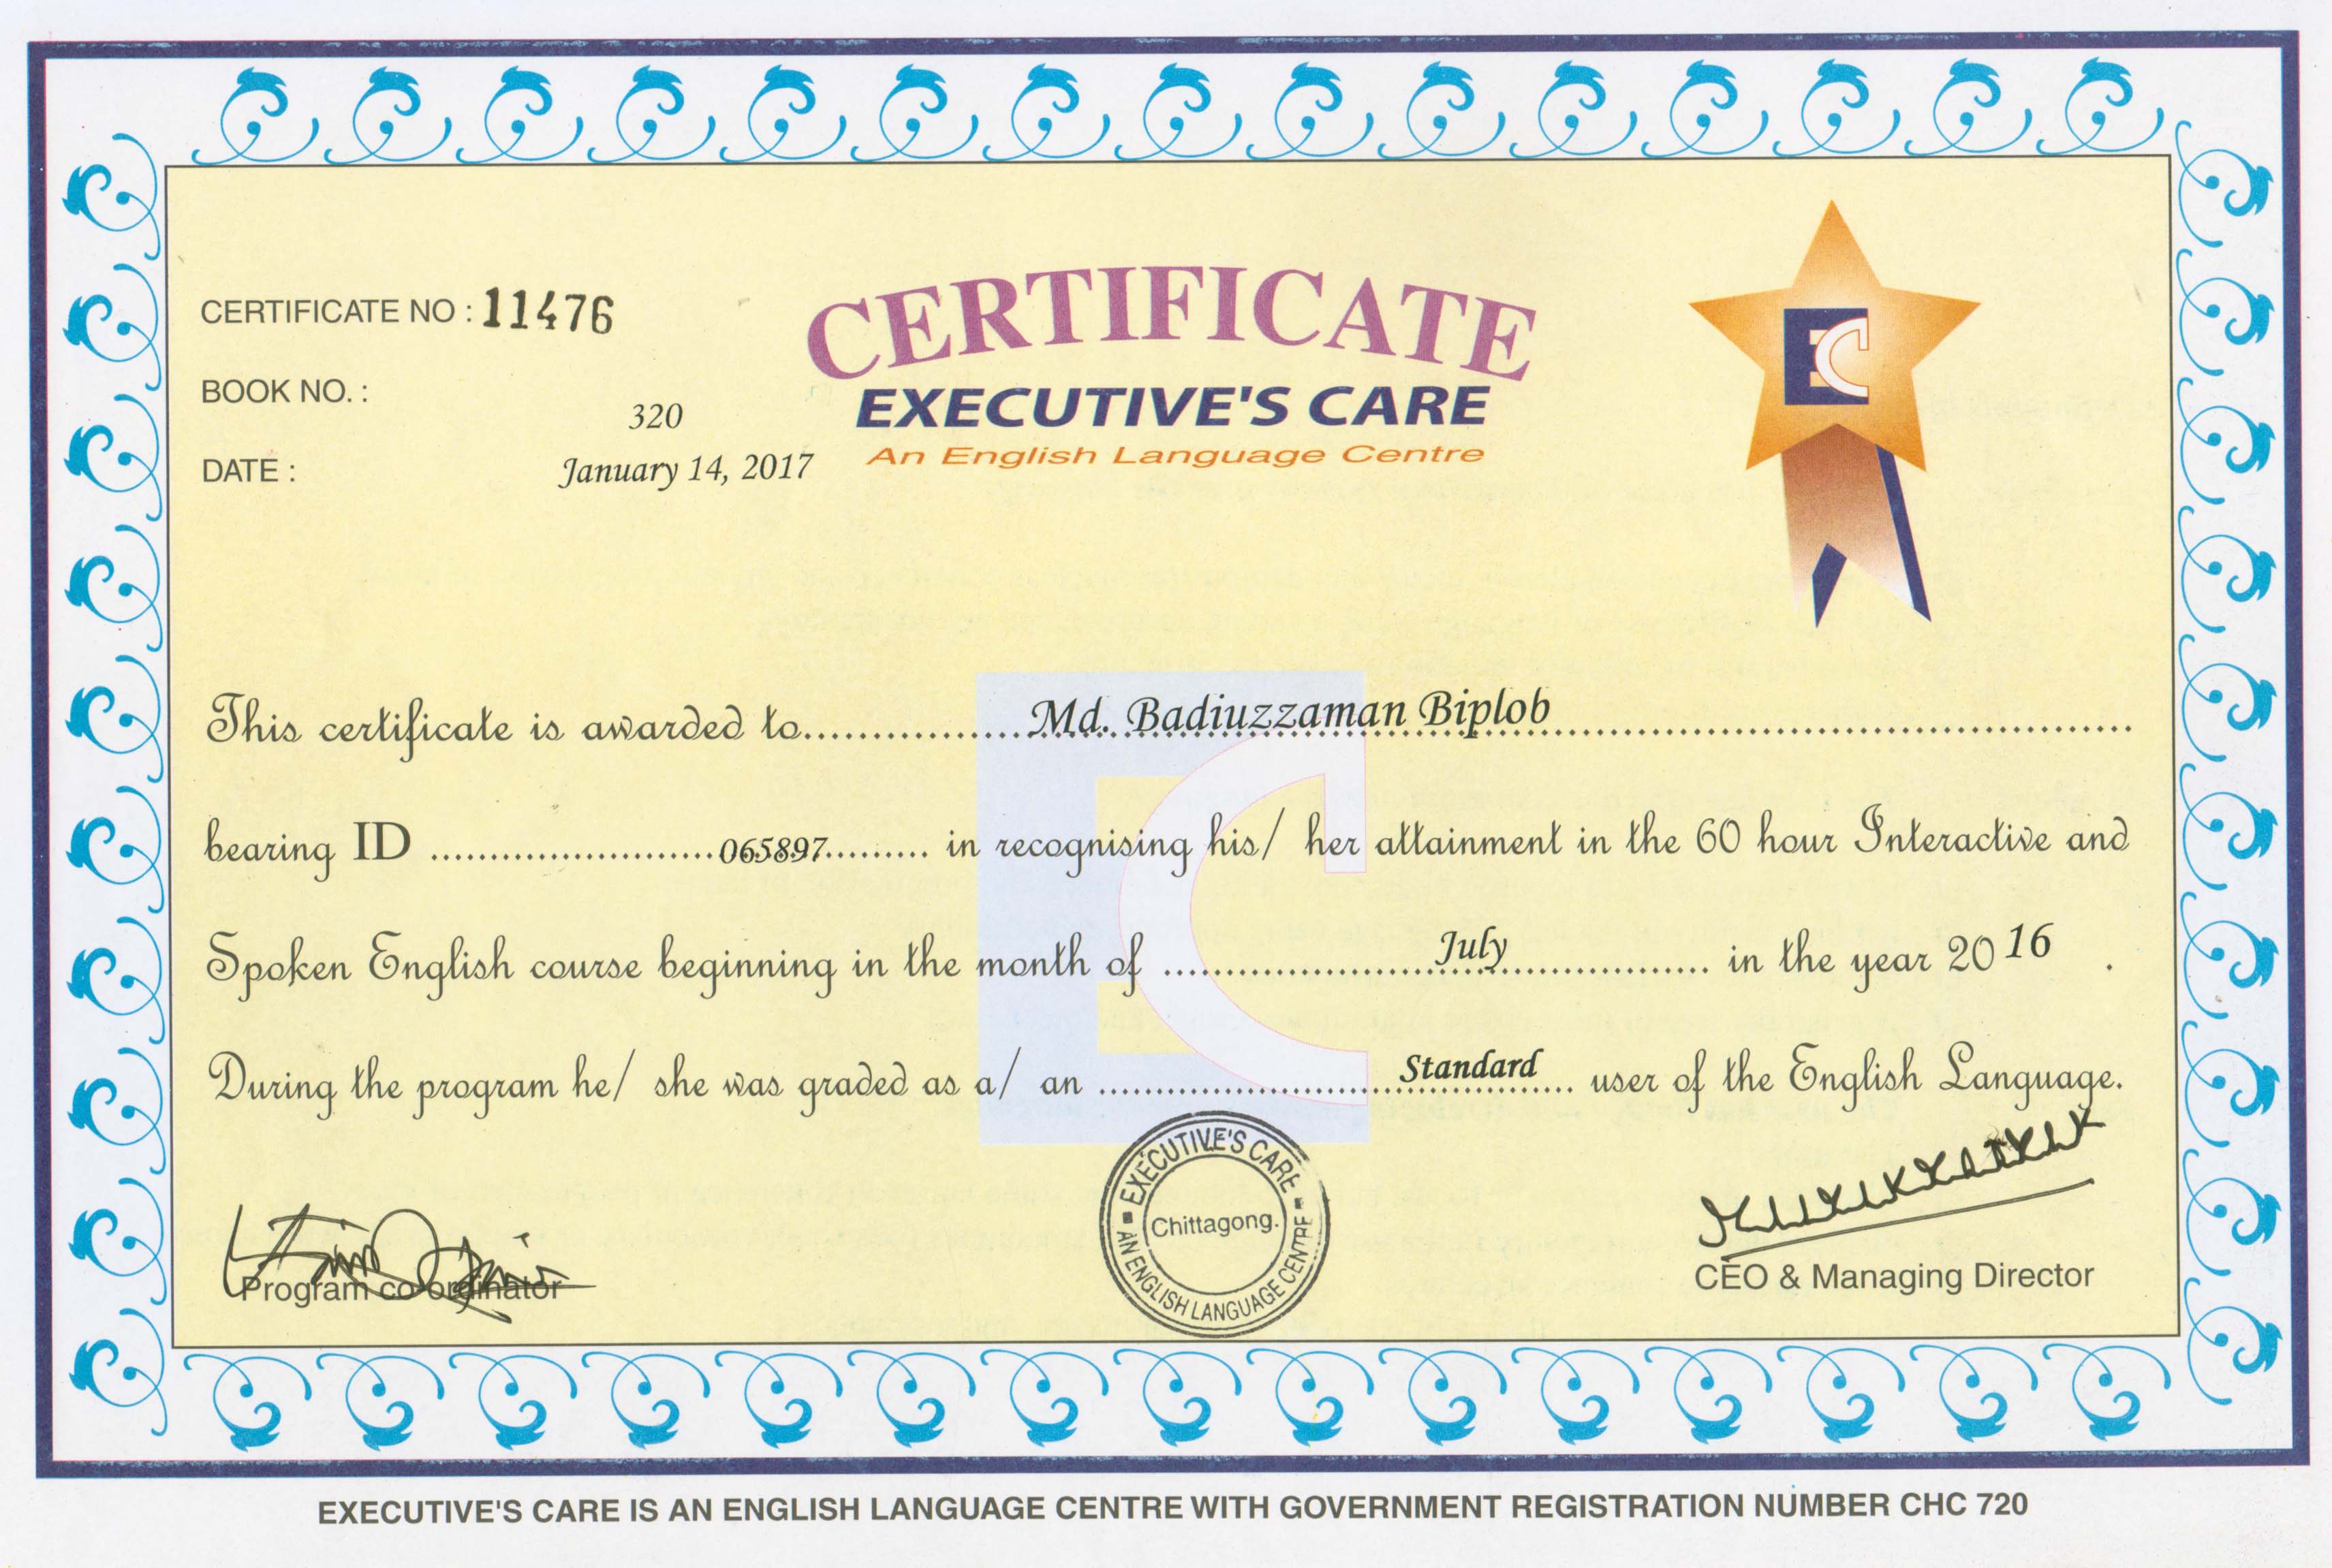 CERTIFICATE NO : 11476
BOOK NO. : 320
DATE : January 14, 2017
CERTIFICATE
EXECUTIVE'S CARE
An English Language Centre
EC
This certificate is awarded to.................Md. Badiuzzaman Biplob................................................
bearing ID ........................065897......... in recognising his/ her attainment in the 60 hour Interactive and
Spoken English course beginning in the month of .......................July................. in the year 2016 .
During the program he/ she was graded as a/ an .........................Standard... user of the English Language.
EC
Program co-ordinator
EXECUTIVE'S CARE
Chittagong.
AN ENGLISH LANGUAGE CENTRE
CEO & Managing Director
EXECUTIVE'S CARE IS AN ENGLISH LANGUAGE CENTRE WITH GOVERNMENT REGISTRATION NUMBER CHC 720